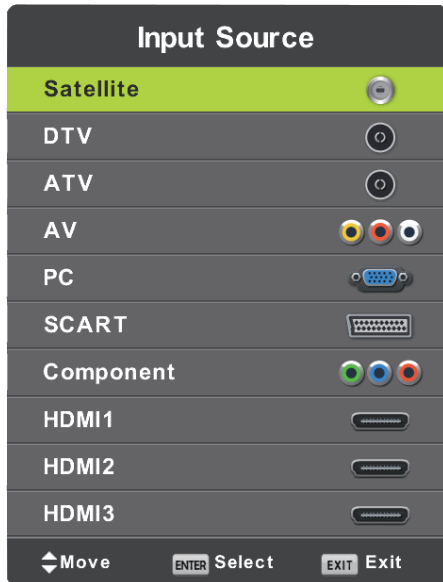 Input Source
Satellite
DTV
ATV
AV
PC
SCART
Component
HDMI1
HDMI2
HDMI3
Move ENTER Select EXIT Exit